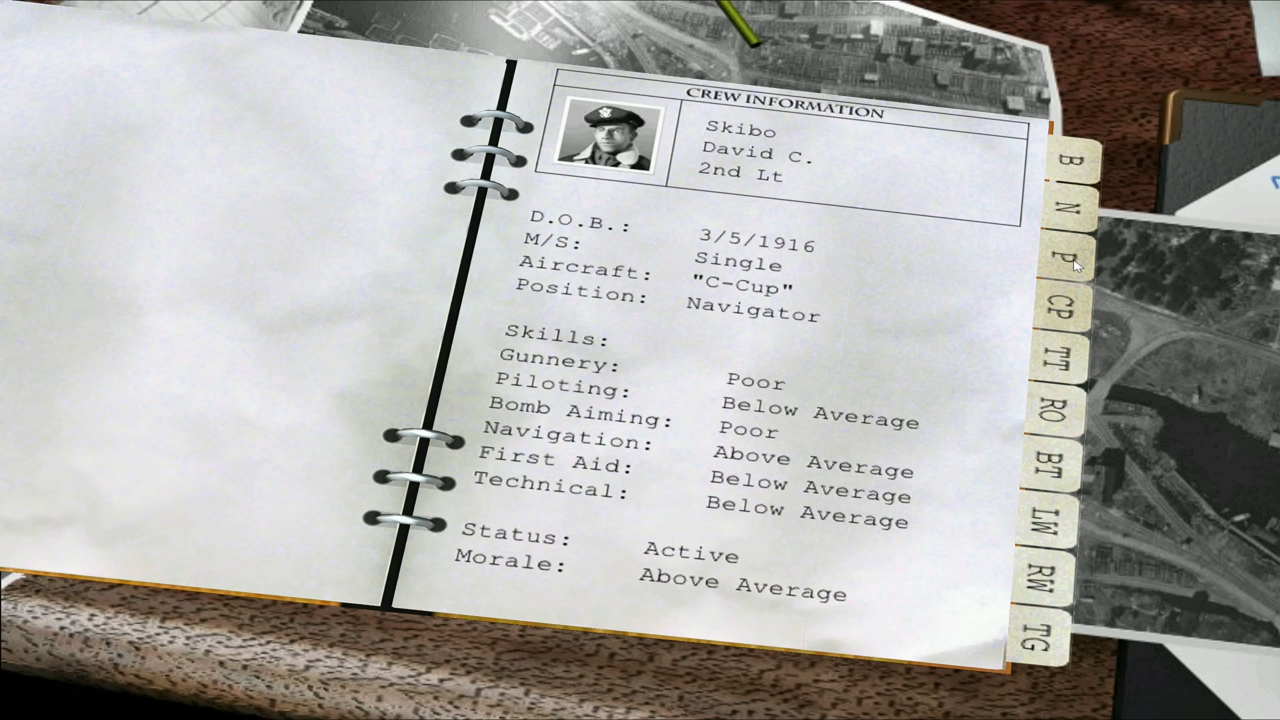 CREW INFORMATION
Skibo
David C.
2nd Lt
D.O.B.: 3/5/1916
M/S: Single
Aircraft: "C-Cup"
Position: Navigator
Skills:
Gunnery: Poor
Piloting: Below Average
Bomb Aiming: Poor
Navigation: Above Average
First Aid: Below Average
Technical: Below Average
Status: Active
Morale: Above Average
B
N
P
CP
TT
RO
BT
LW
RW
TG